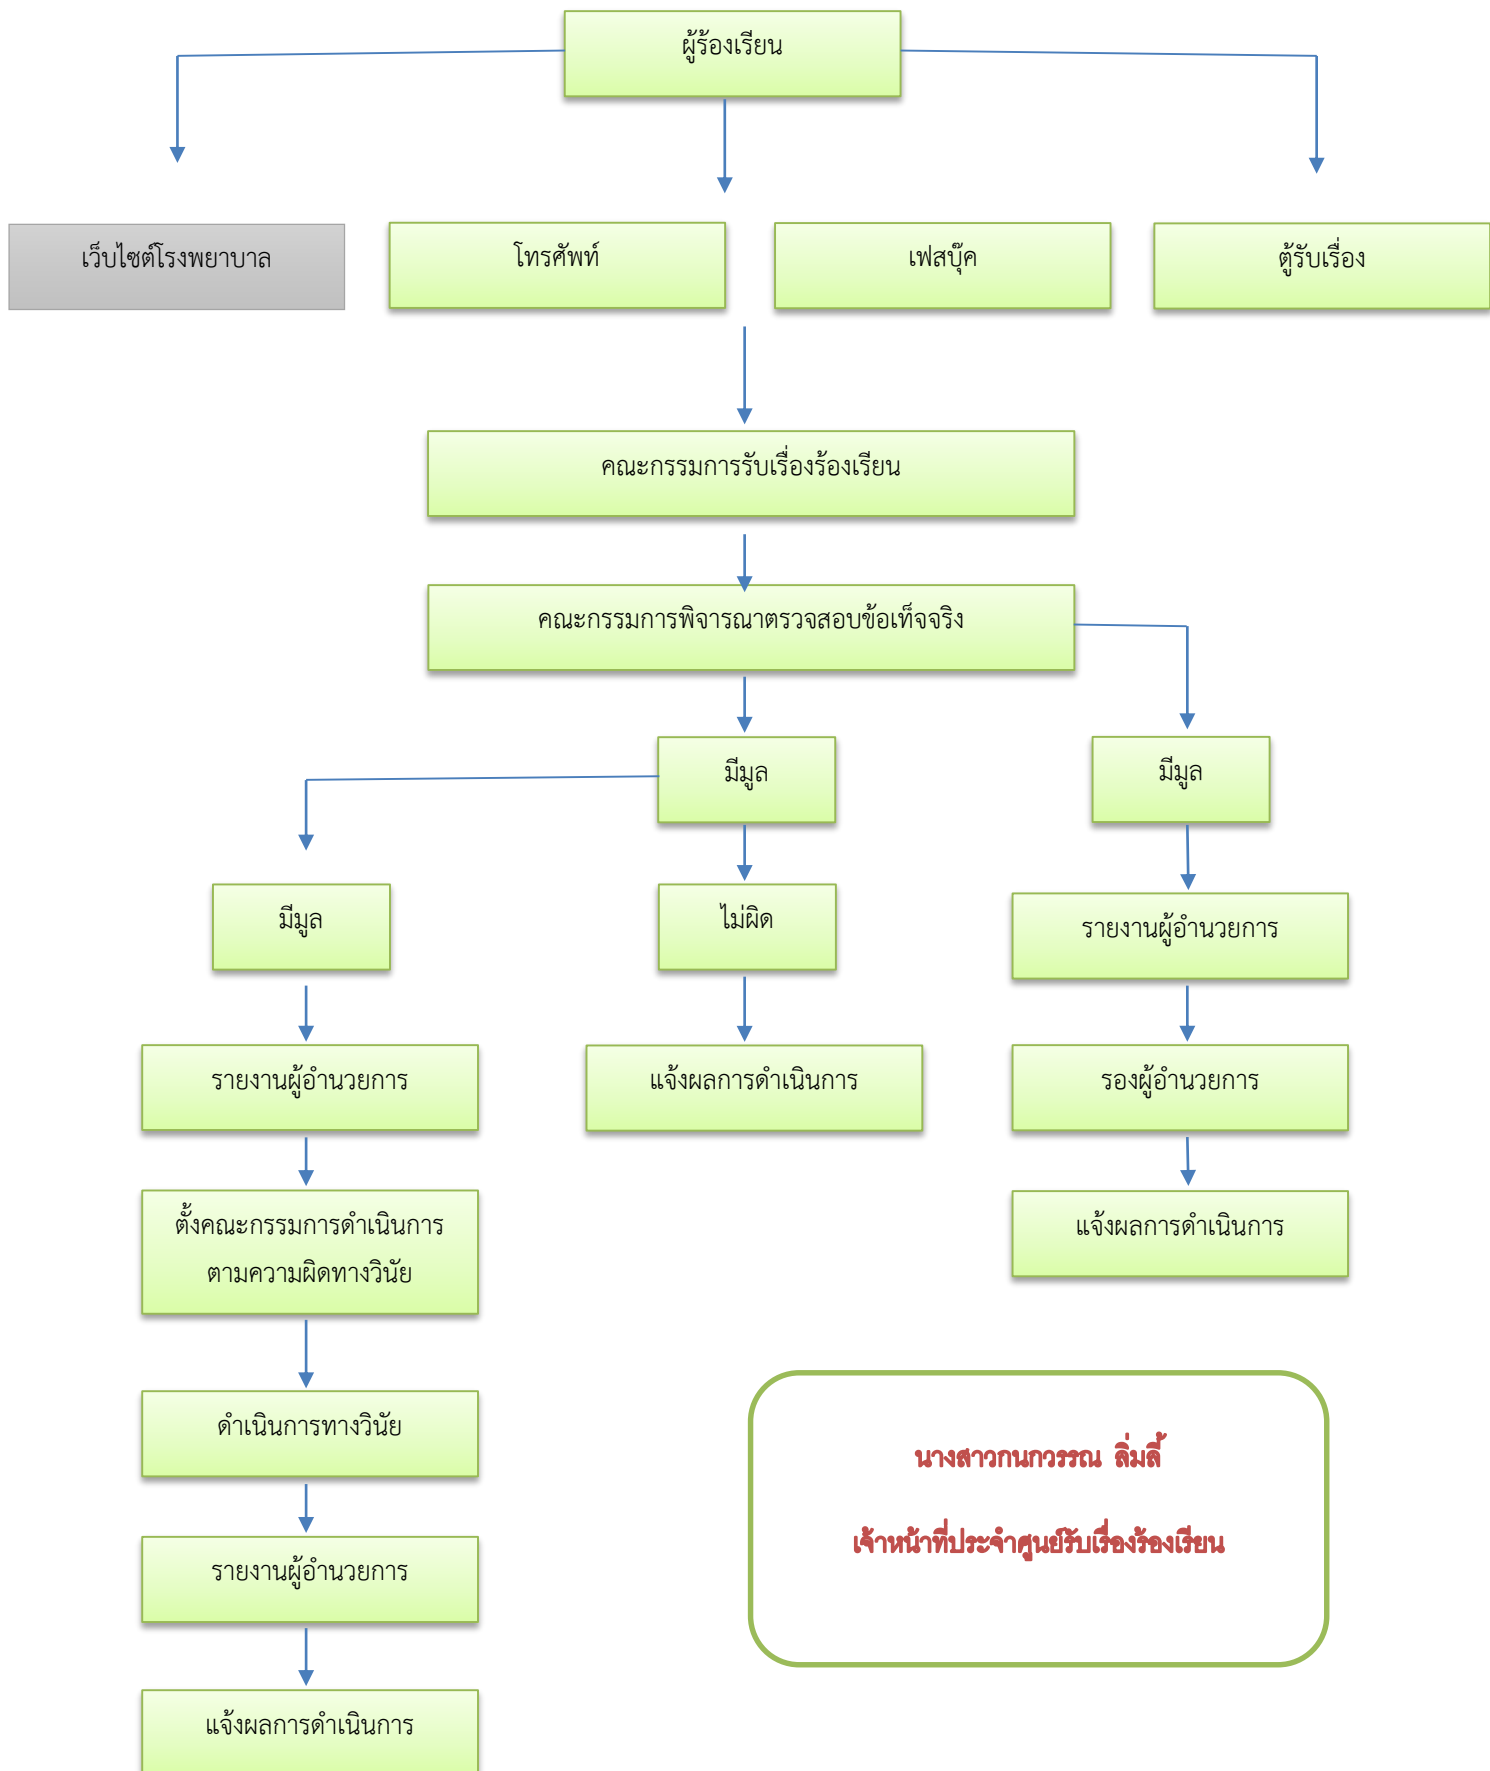 ผู้ร้องเรียน
เว็บไซต์โรงพยาบาล
โทรศัพท์
เฟสบุ๊ค
ตู้รับเรื่อง
คณะกรรมการรับเรื่องร้องเรียน
คณะกรรมการพิจารณาตรวจสอบข้อเท็จจริง
มีมูล
มีมูล
มีมูล
ไม่ผิด
รายงานผู้อำนวยการ
รายงานผู้อำนวยการ
แจ้งผลการดำเนินการ
รองผู้อำนวยการ
ตั้งคณะกรรมการดำเนินการ
ตามความผิดทางวินัย
แจ้งผลการดำเนินการ
ดำเนินการทางวินัย
นางสาวกนกวรรณ ลิ่มลี้
เจ้าหน้าที่ประจำศูนย์รับเรื่องร้องเรียน
รายงานผู้อำนวยการ
แจ้งผลการดำเนินการ